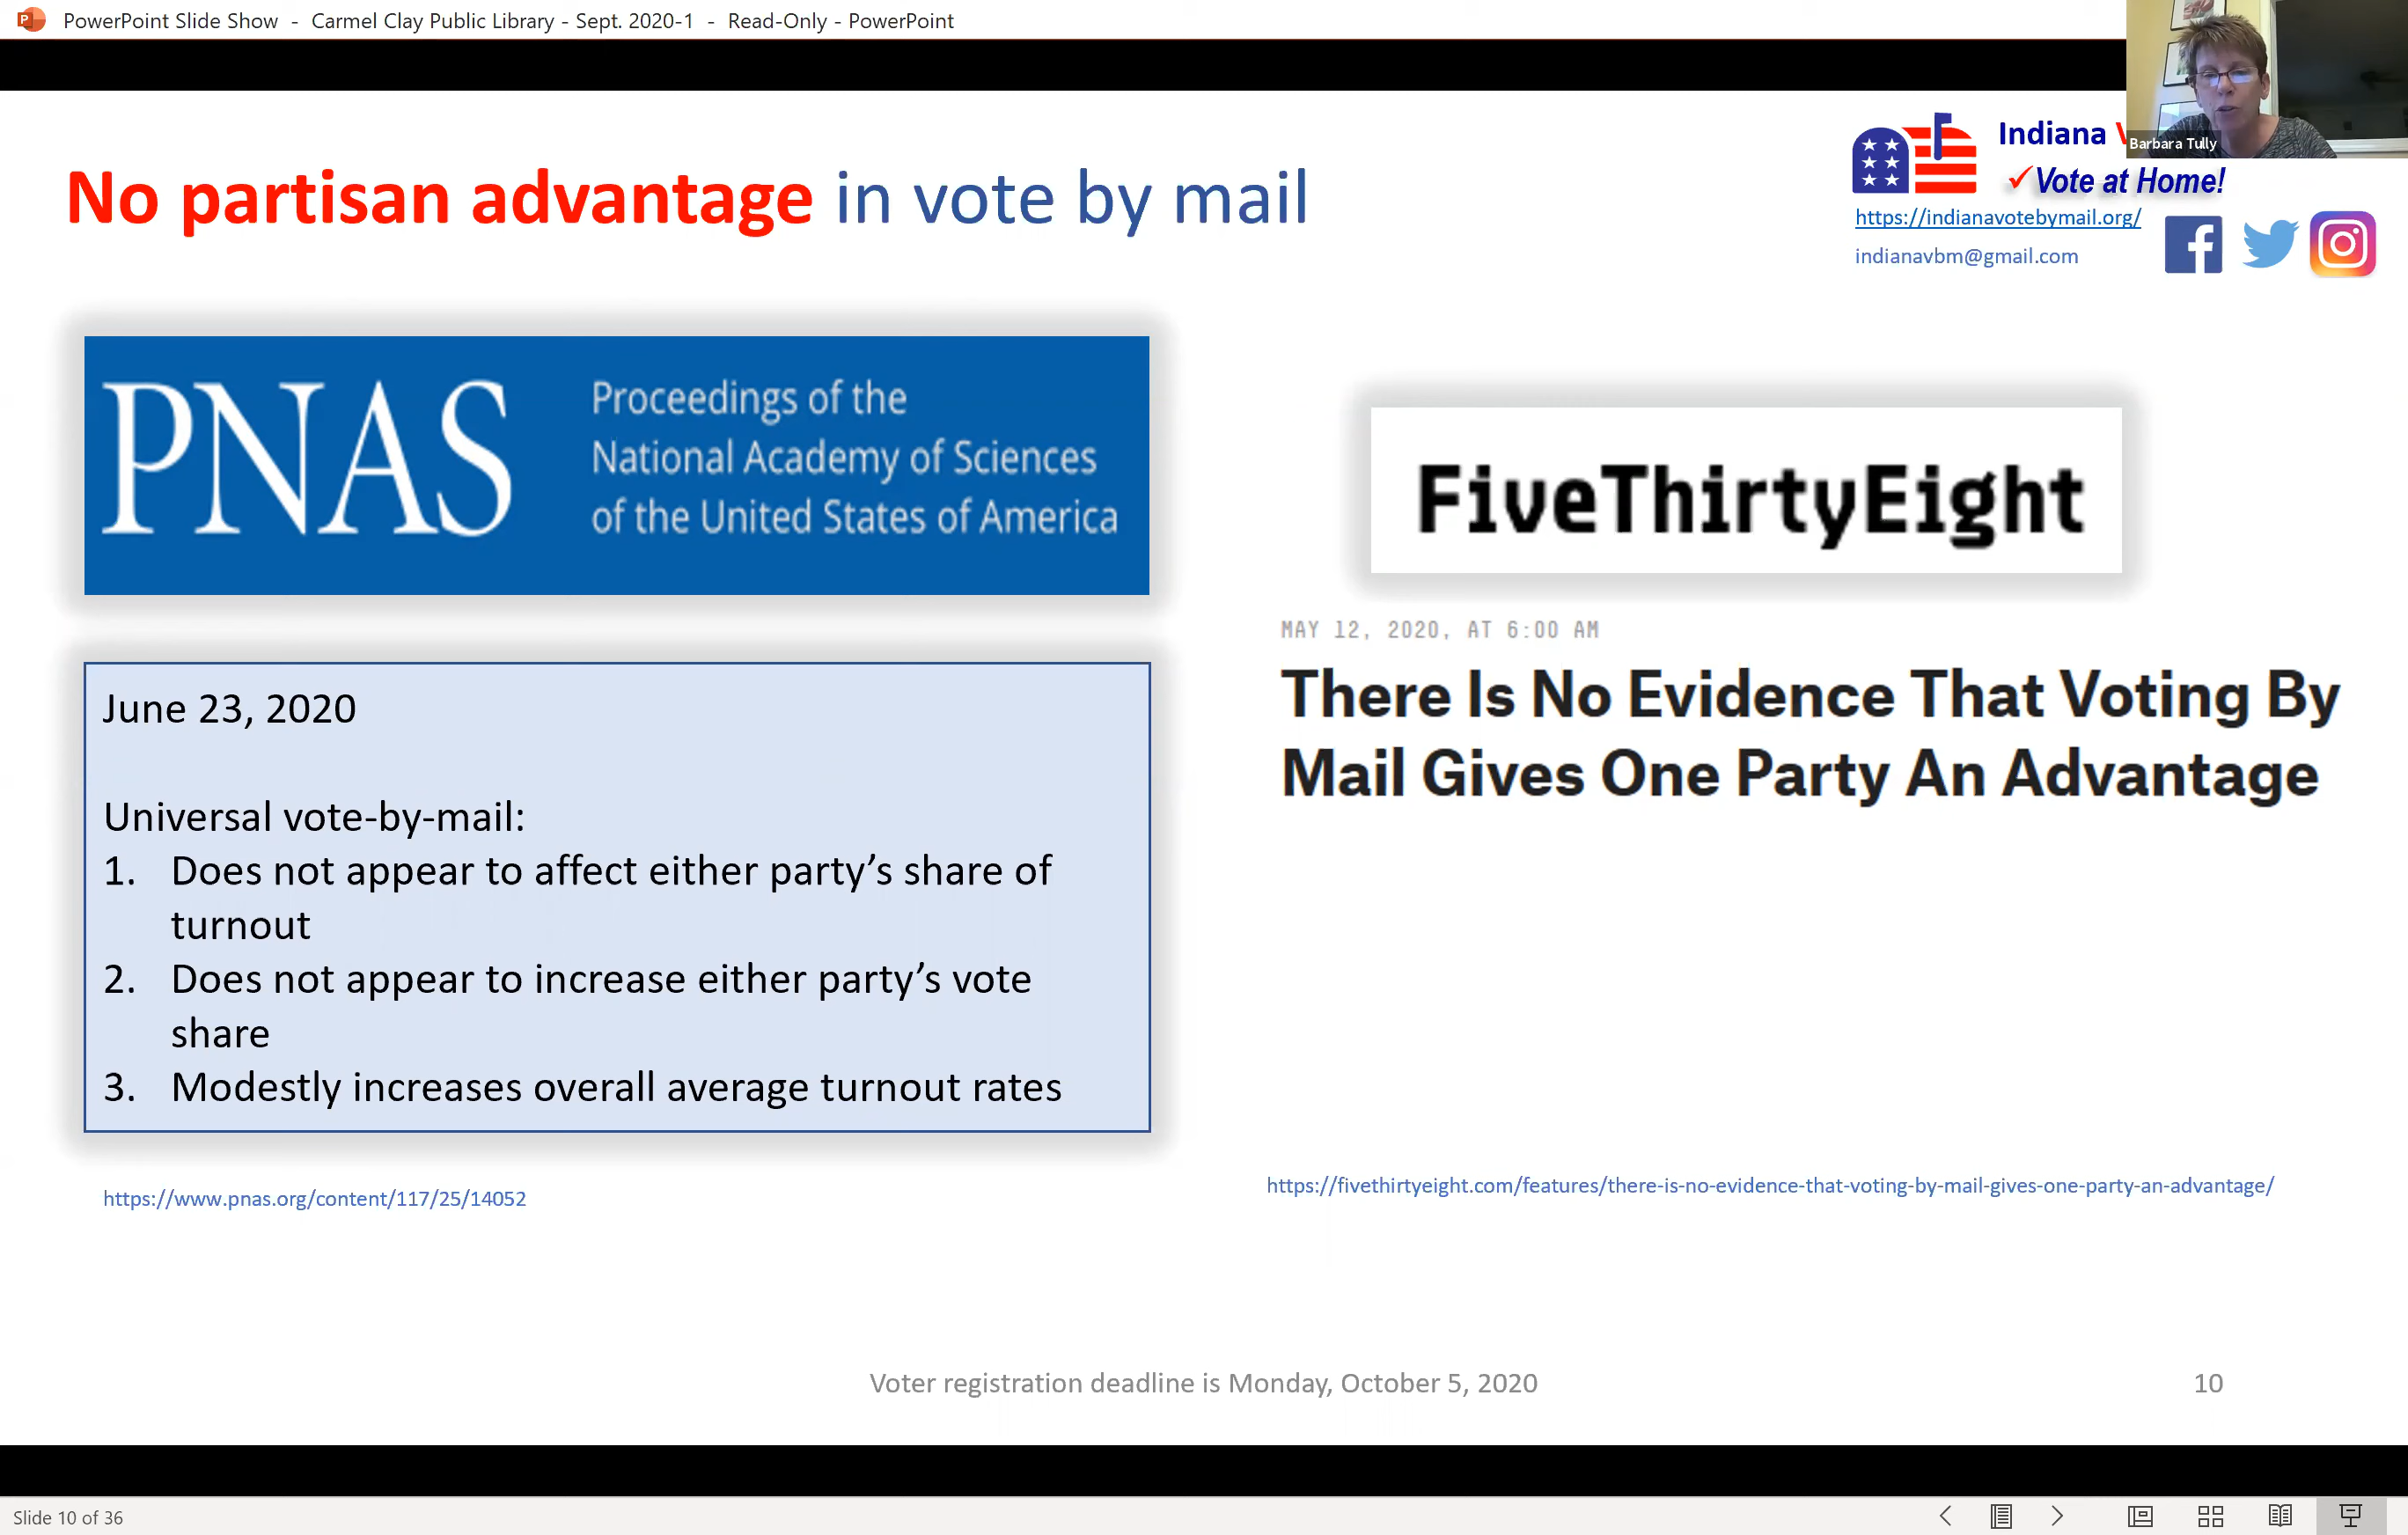 PowerPoint Slide Show - Carmel Clay Public Library - Sept. 2020-1 - Read-Only - PowerPoint
Barbara Tully
No partisan advantage in vote by mail
Indiana
✓Vote at Home!
https://indianavotebymail.org/
indianavbm@gmail.com
PNAS
Proceedings of the
National Academy of Sciences
of the United States of America
June 23, 2020
Universal vote-by-mail:
1. Does not appear to affect either party’s share of
turnout
2. Does not appear to increase either party’s vote
share
3. Modestly increases overall average turnout rates
https://www.pnas.org/content/117/25/14052
FiveThirtyEight
MAY 12, 2020, AT 6:00 AM
There Is No Evidence That Voting By
Mail Gives One Party An Advantage
https://fivethirtyeight.com/features/there-is-no-evidence-that-voting-by-mail-gives-one-party-an-advantage/
Voter registration deadline is Monday, October 5, 2020
10
Slide 10 of 36